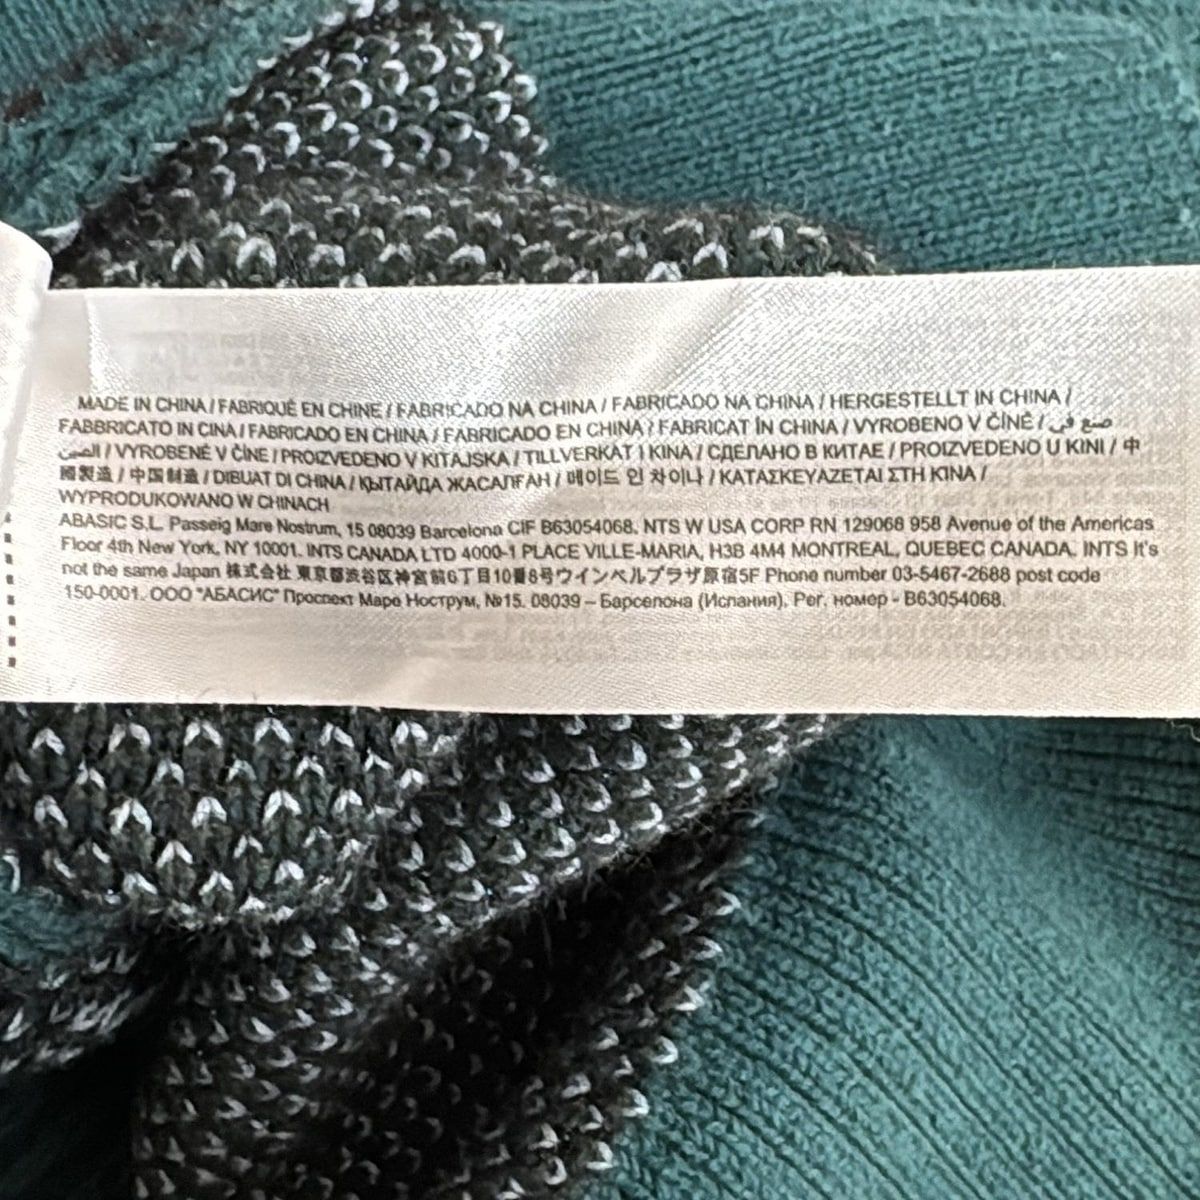 MADE IN CHINA / FABRIQUÉ EN CHINE / FABRICADO NA CHINA / FABRICADO NA CHINA / HERGESTELLT IN CHINA /
FABBRICATO IN CINA / FABRICADO EN CHINA / FABRICADO EN CHINA / FABRICAT ÎN CHINA / VYROBENO V ČÍNĚ / صنع في
الصين / VYROBENÉ V ČÍNE / PROIZVEDENO V KITAJSKA / TILLVERKAT I KINA / СДЕЛАНО В КИТАЕ / PROIZVEDENO U KINI / 中
國製造 / 中国制造 / DIBUAT DI CHINA / ҚЫТАЙДА ЖАСАЛҒАН / 메이드 인 차이나 / ΚΑΤΑΣΚΕΥΑΖΕΤΑΙ ΣΤΗ ΚΙΝΑ /
WYPRODUKOWANO W CHINACH
ABASIC S.L. Passeig Mare Nostrum, 15 08039 Barcelona CIF B63054068. NTS W USA CORP RN 129068 958 Avenue of the Americas
Floor 4th New York, NY 10001. INTS CANADA LTD 4000-1 PLACE VILLE-MARIA, H3B 4M4 MONTREAL, QUEBEC CANADA. INTS It's
not the same Japan 株式会社 東京都渋谷区神宮前6丁目10番8号ウインベルプラザ原宿5F Phone number 03-5467-2688 post code
150-0001. ООО "АБАСИС" Проспект Маре Нострум, №15. 08039 – Барселона (Испания). Рег. номер - B63054068.